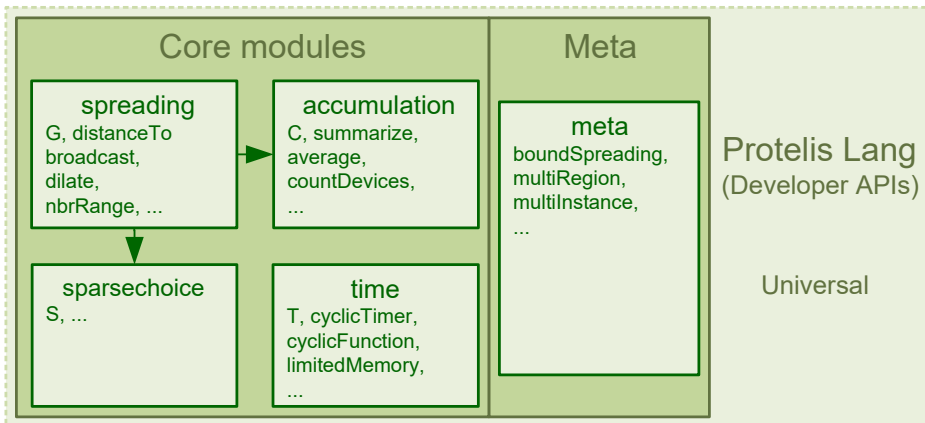 Core modules
spreading
G, distanceTo
broadcast,
dilate,
nbrRange, ...
accumulation
C, summarize,
average,
countDevices,
...
sparsechoice
S, ...
time
T, cyclicTimer,
cyclicFunction,
limitedMemory,
...
Meta
meta
boundSpreading,
multiRegion,
multiInstance,
...
Protelis Lang
(Developer APIs)
Universal